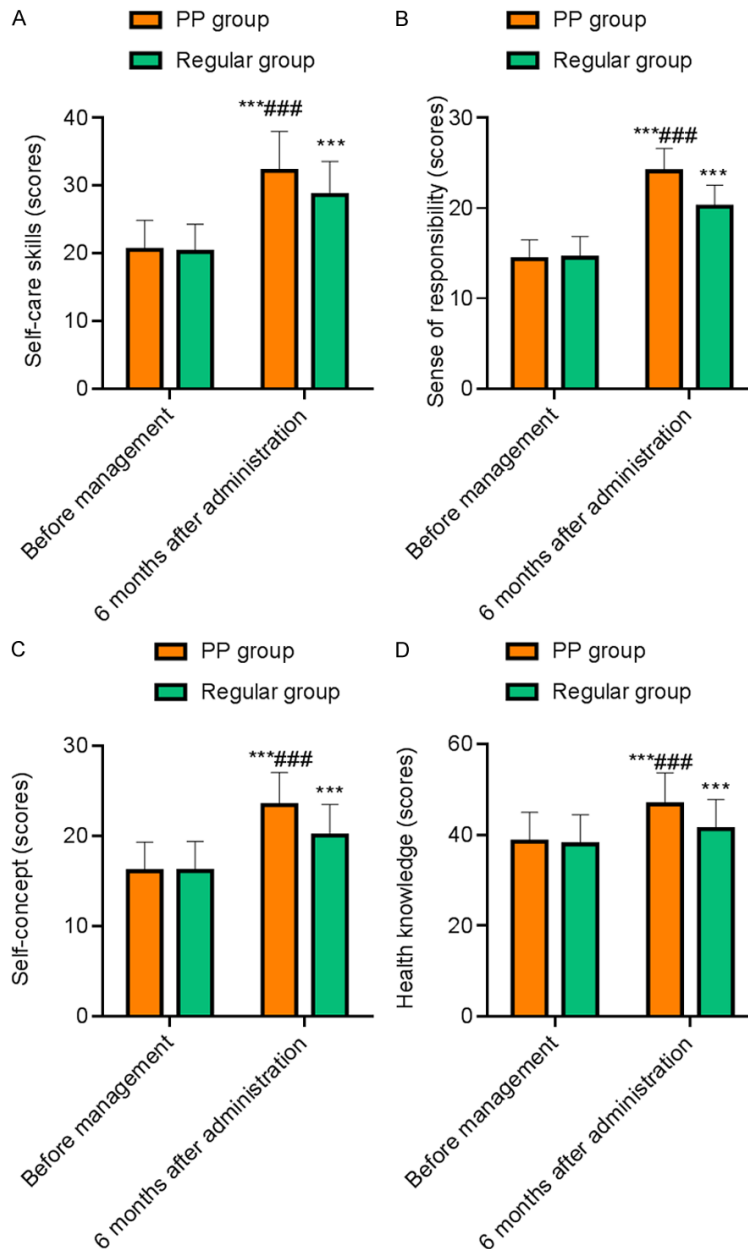 A
PP group
Regular group
Self-care skills (scores)
40
30
20
10
0
***###
***
Before management
6 months after administration
B
PP group
Regular group
Sense of responsibility (scores)
30
20
10
0
***###
***
Before management
6 months after administration
C
PP group
Regular group
Self-concept (scores)
30
20
10
0
***###
***
Before management
6 months after administration
D
PP group
Regular group
Health knowledge (scores)
60
40
20
0
***###
***
Before management
6 months after administration